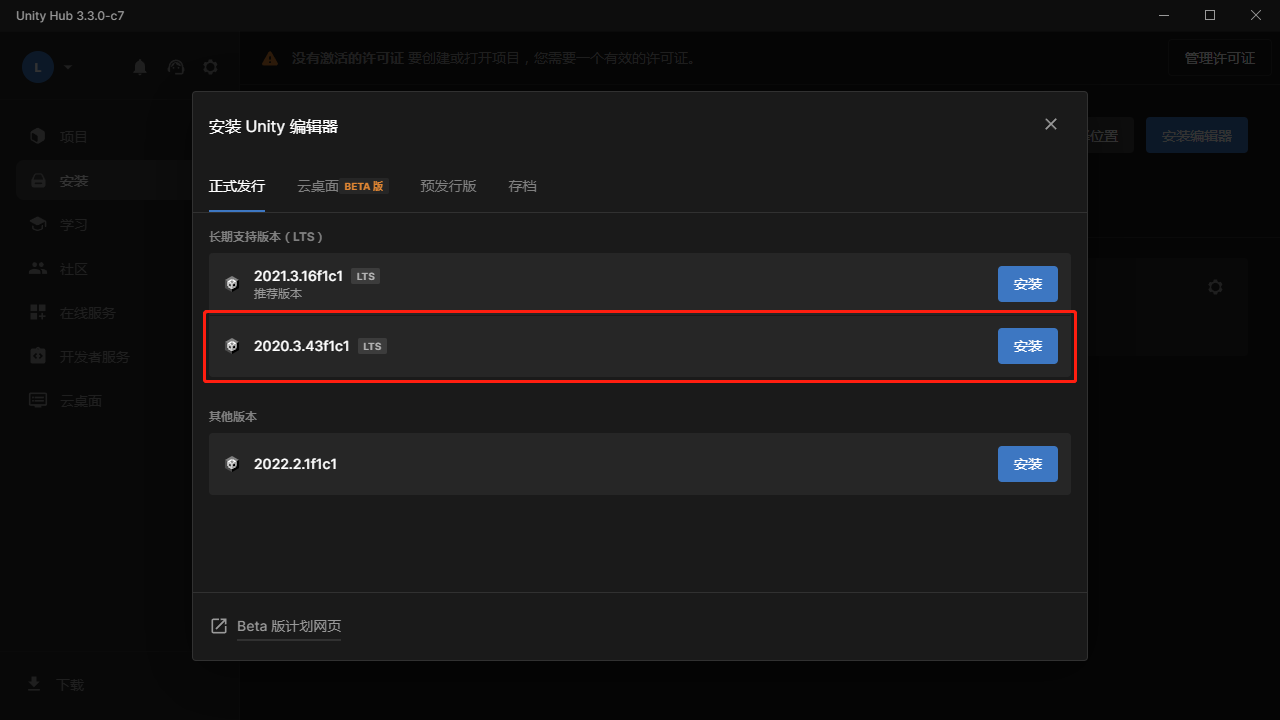 Unity Hub 3.3.0-c7
L
没有激活的许可证 要创建或打开项目，您需要一个有效的许可证。
管理许可证
安装 Unity 编辑器
位置
安装编辑器
项目
安装
学习
社区
在线服务
开发者服务
云桌面
正式发行
云桌面 BETA 版
预发行版
存档
长期支持版本 ( LTS )
2021.3.16f1c1 LTS
推荐版本
安装
2020.3.43f1c1 LTS
安装
其他版本
2022.2.1f1c1
安装
Beta 版计划网页
下载